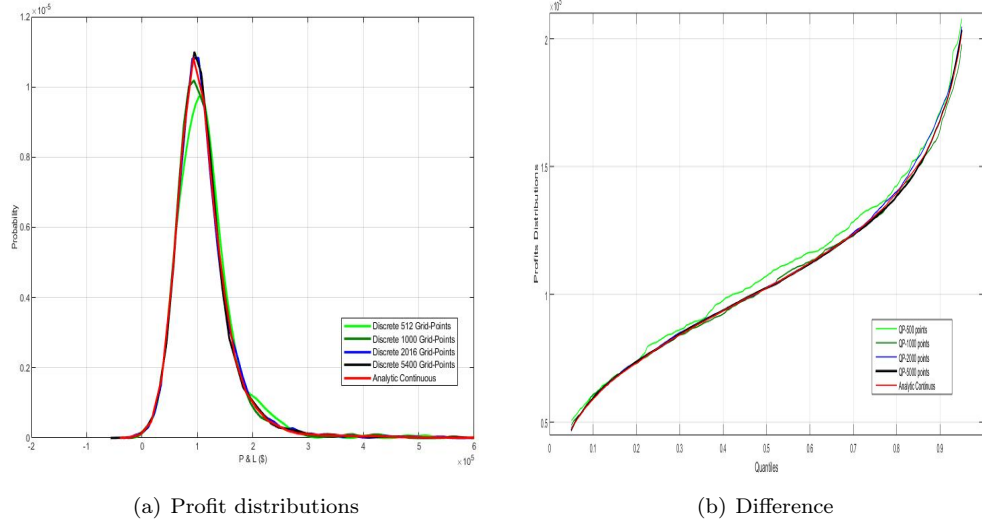 ×10^-5
1.2
1
0.8
0.6
0.4
0.2
0
Probability
-2 -1 0 1 2 3 4 5 6
P & L ($)
×10^5
Discrete 512 Grid-Points
Discrete 1000 Grid-Points
Discrete 2016 Grid-Points
Discrete 5400 Grid-Points
Analytic Continuous
(a) Profit distributions
2
1.5
1
0.5
Profits Distributions
0 0.1 0.2 0.3 0.4 0.5 0.6 0.7 0.8 0.9
Quantiles
QP-500 points
QP-1000 points
QP-2000 points
QP-5000 points
Analytic Continuos
(b) Difference